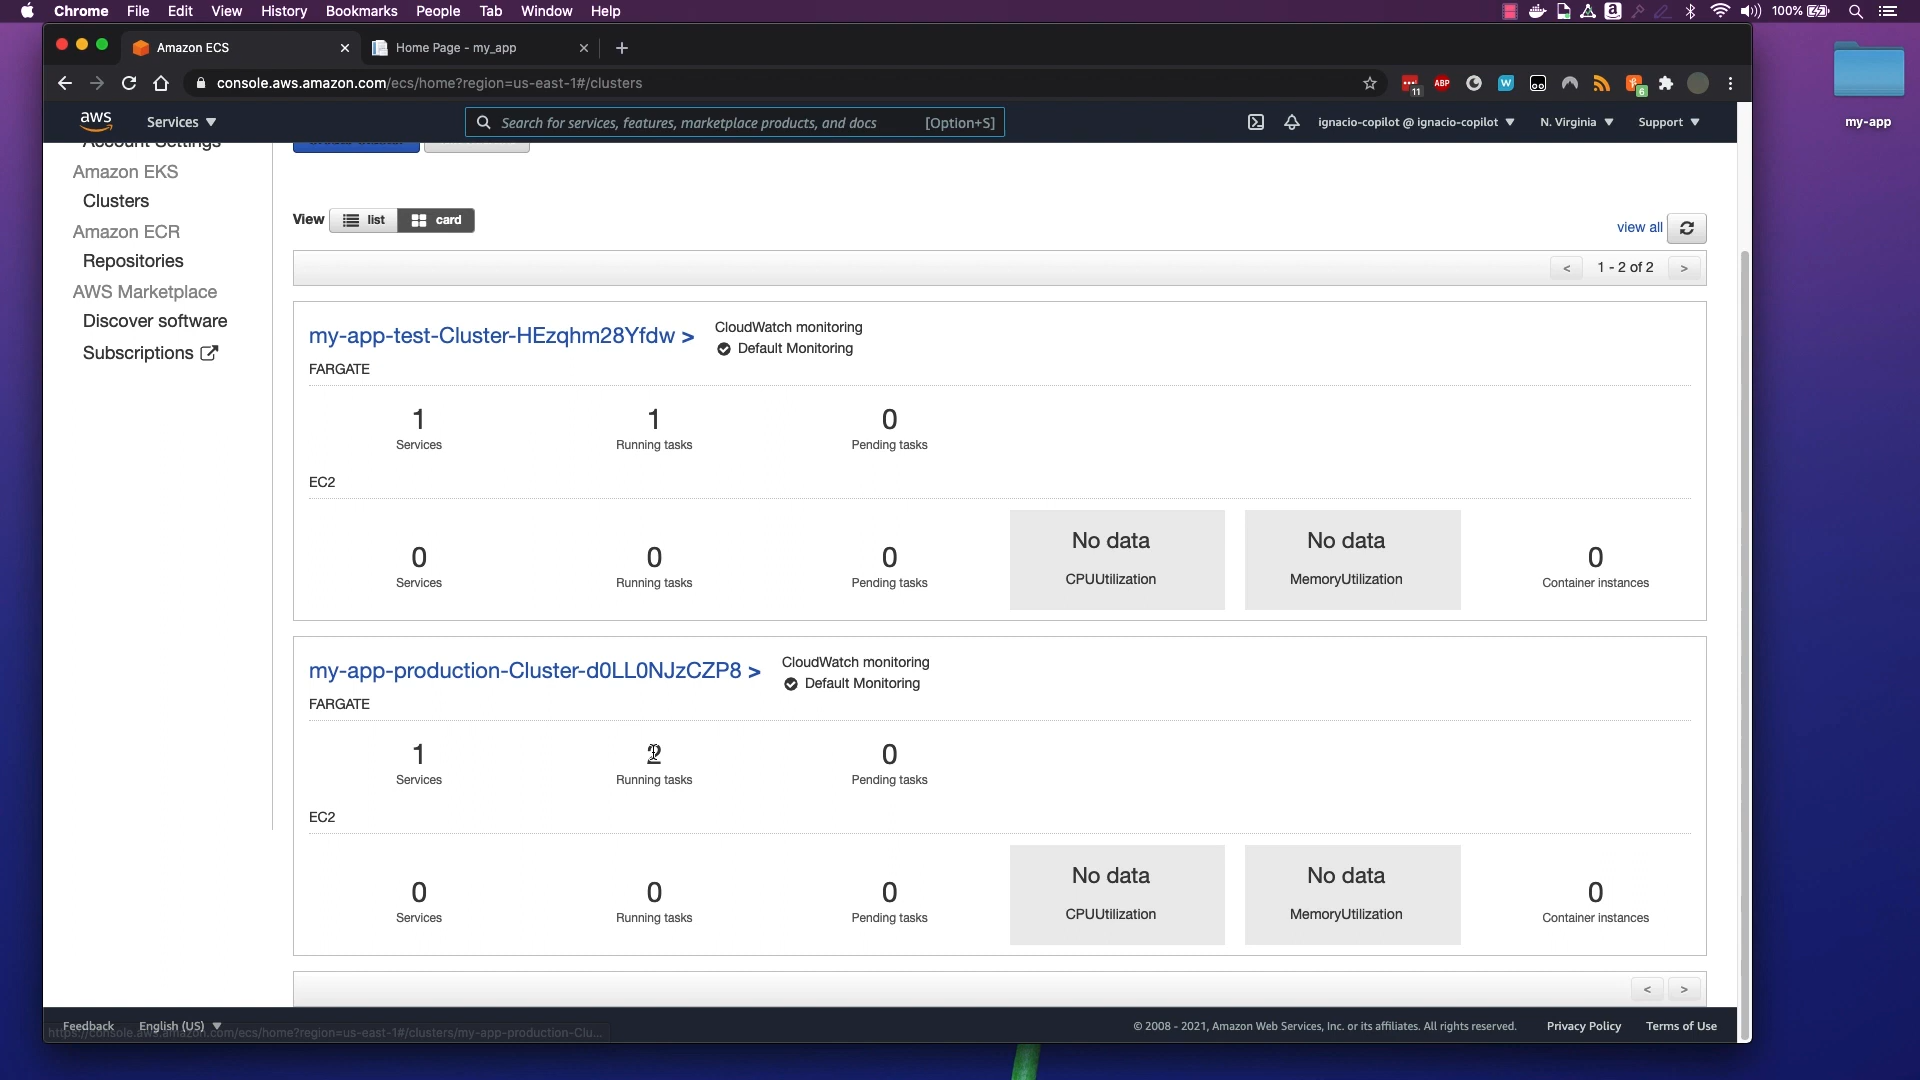 Chrome File Edit View History Bookmarks People Tab Window Help 100%
Amazon ECS
Home Page - my_app
console.aws.amazon.com/ecs/home?region=us-east-1#/clusters
11 ABP W 6
my-app
aws Services Search for services, features, marketplace products, and docs [Option+S] ignacio-copilot @ ignacio-copilot N. Virginia Support
Account Settings
Amazon EKS
Clusters
Amazon ECR
Repositories
AWS Marketplace
Discover software
Subscriptions
View list card
view all
< 1 - 2 of 2 >
my-app-test-Cluster-HEzqhm28Yfdw >
CloudWatch monitoring
Default Monitoring
FARGATE
1 1 0
Services Running tasks Pending tasks
EC2
0 0 0 No data No data 0
Services Running tasks Pending tasks CPUUtilization MemoryUtilization Container instances
my-app-production-Cluster-d0LL0NJzCZP8 >
CloudWatch monitoring
Default Monitoring
FARGATE
1 2 0
Services Running tasks Pending tasks
EC2
0 0 0 No data No data 0
Services Running tasks Pending tasks CPUUtilization MemoryUtilization Container instances
< >
Feedback English (US) © 2008 - 2021, Amazon Web Services, Inc. or its affiliates. All rights reserved. Privacy Policy Terms of Use
https://console.aws.amazon.com/ecs/home?region=us-east-1#/clusters/my-app-production-Clu...